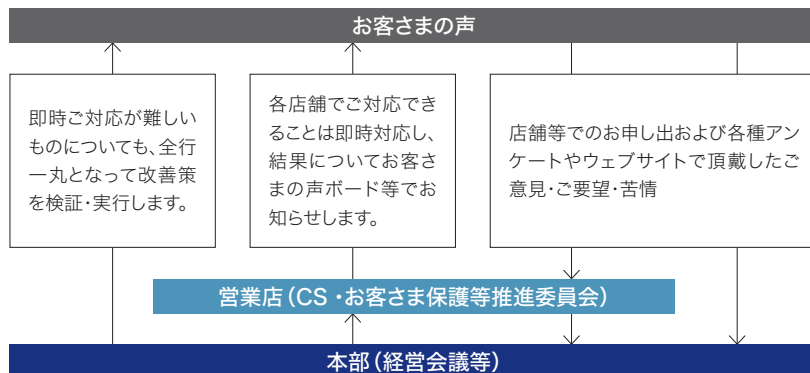 お客さまの声
即時ご対応が難しい
ものについても、全行
一丸となって改善策
を検証・実行します。
各店舗でご対応でき
ることは即時対応し、
結果についてお客さ
まの声ボード等でお
知らせします。
店舗等でのお申し出および各種アン
ケートやウェブサイトで頂戴したご
意見・ご要望・苦情
営業店（CS・お客さま保護等推進委員会）
本部（経営会議等）